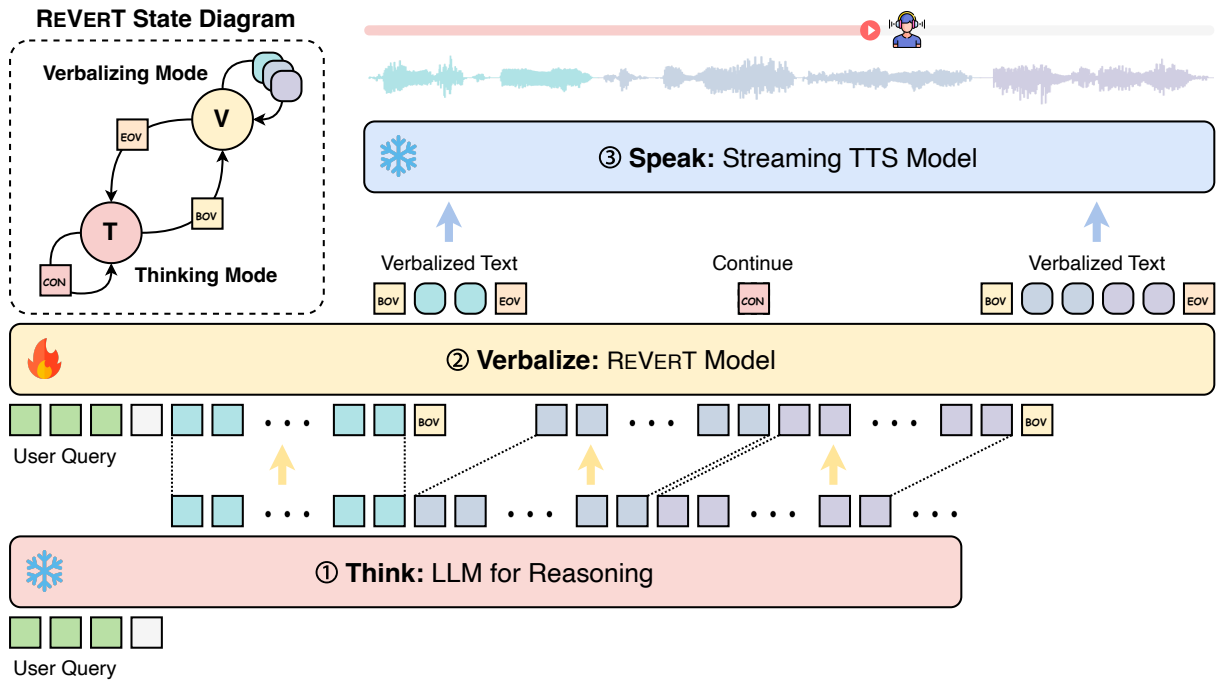 REVERT State Diagram
Verbalizing Mode
V
EOV
BOV
T
CON
Thinking Mode
③ Speak: Streaming TTS Model
Verbalized Text
Continue
Verbalized Text
BOV
EOV
CON
BOV
EOV
② Verbalize: REVERT Model
BOV
BOV
User Query
① Think: LLM for Reasoning
User Query